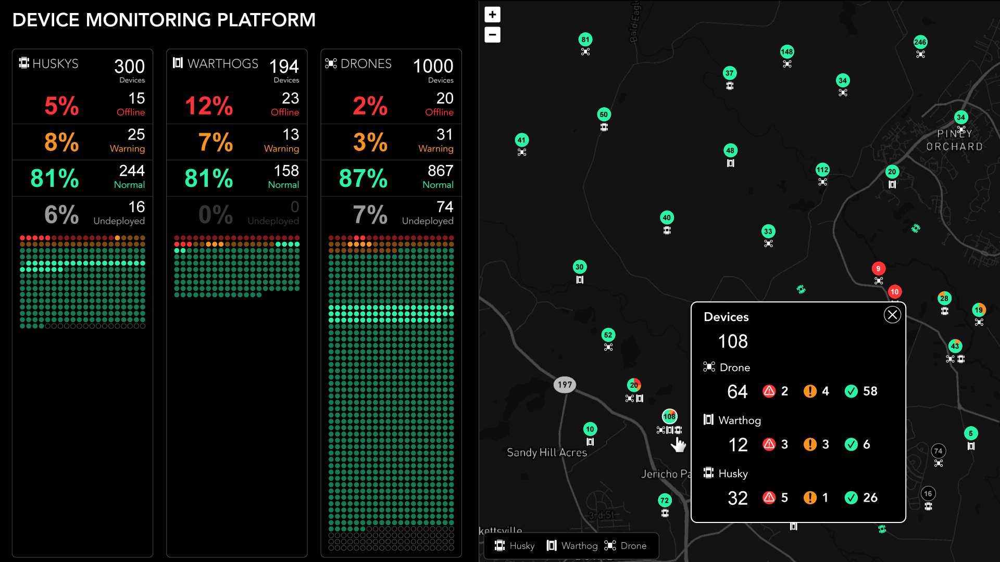 DEVICE MONITORING PLATFORM
HUSKYS
300
Devices
5%
15
Offline
8%
25
Warning
81%
244
Normal
6%
16
Undeployed
WARTHOGS
194
Devices
12%
23
Offline
7%
13
Warning
81%
158
Normal
0%
0
Undeployed
DRONES
1000
Devices
2%
20
Offline
3%
31
Warning
87%
867
Normal
7%
74
Undeployed
+
−
Bald Eagl
81
148
246
37
34
50
34
PINEY
ORCHARD
41
48
112
20
40
33
30
9
10
28
19
52
43
197
20
108
10
5
Sandy Hill Acres
74
Jericho Pa
16
72
3rd St
kettsville
Devices
108
Drone
64 2 4 58
Warthog
12 3 3 6
Husky
32 5 1 26
Husky Warthog Drone